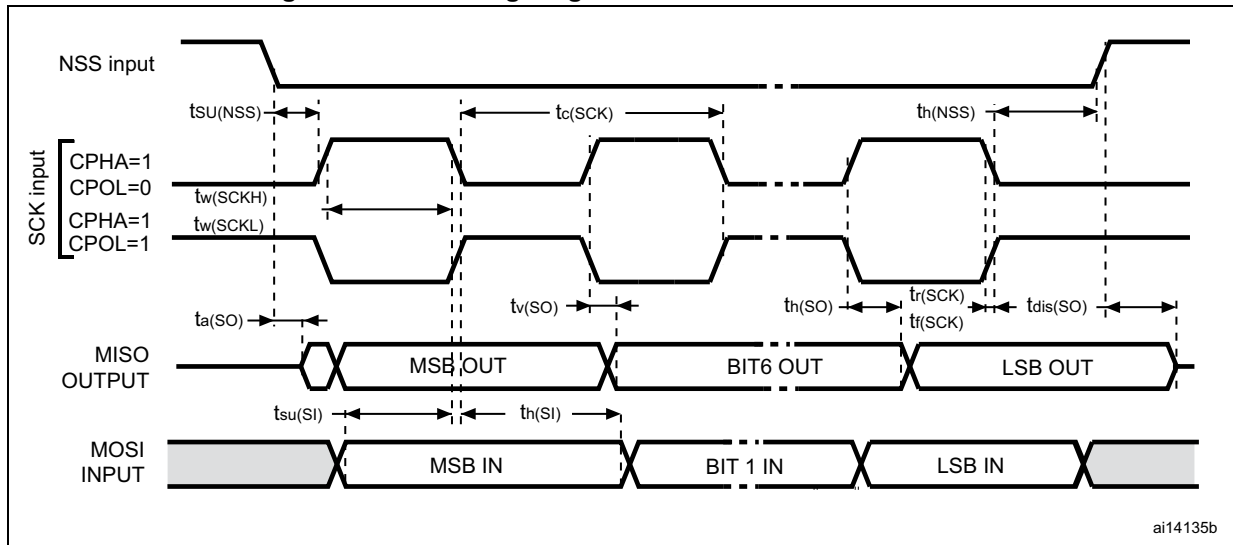 NSS input
tSU(NSS)
tc(SCK)
th(NSS)
SCK input
CPHA=1
CPOL=0
tw(SCKH)
CPHA=1
tw(SCKL)
CPOL=1
ta(SO)
tv(SO)
th(SO)
tr(SCK)
tf(SCK)
tdis(SO)
MISO
OUTPUT
MSB OUT
BIT6 OUT
LSB OUT
tsu(SI)
th(SI)
MOSI
INPUT
MSB IN
BIT 1 IN
LSB IN
ai14135b